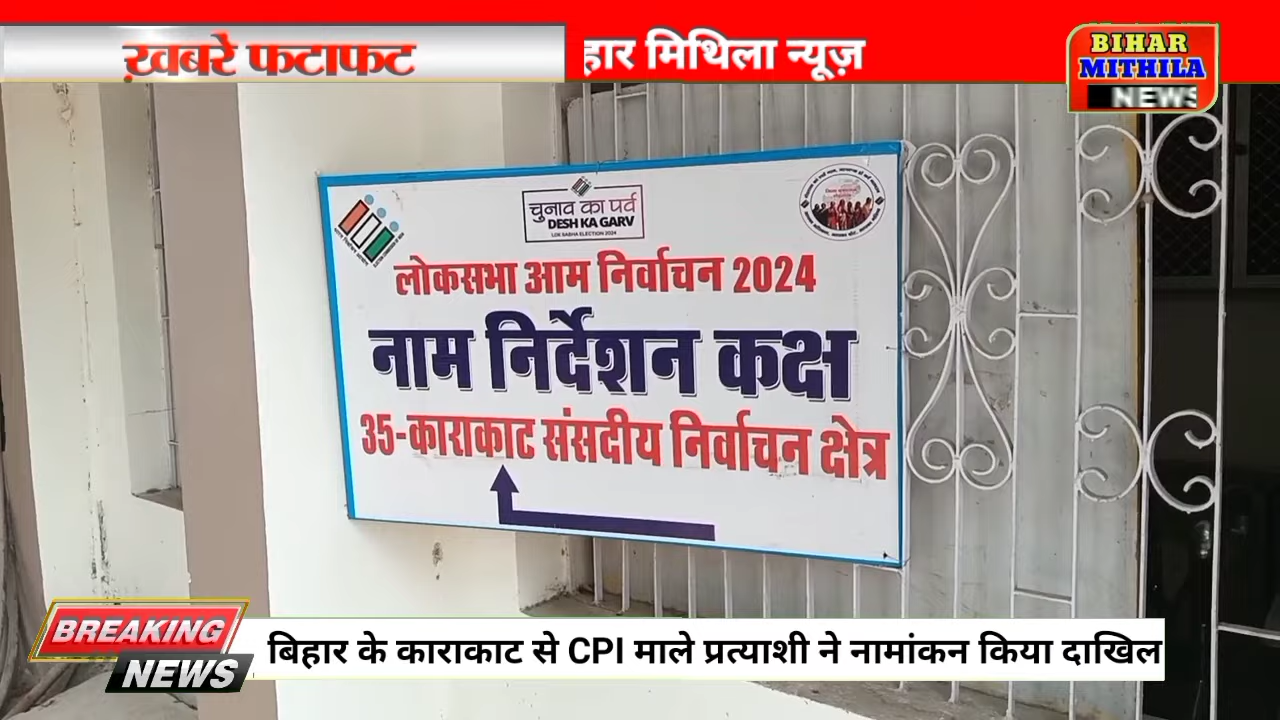 ख़बरे फटाफट
हार मिथिला न्यूज़
BIHAR
MITHILA
NEWS
चुनाव का पर्व
DESH KA GARV
LOK SABHA ELECTION 2024
लोकसभा आम निर्वाचन 2024
नाम निर्देशन कक्ष
35-काराकाट संसदीय निर्वाचन क्षेत्र
BREAKING
NEWS
बिहार के काराकाट से CPI माले प्रत्याशी ने नामांकन किया दाखिल